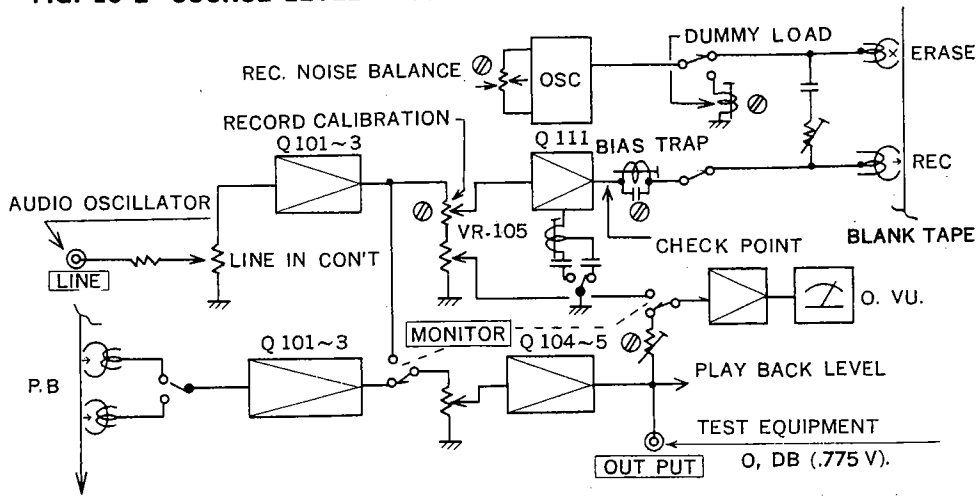 DUMMY LOAD
ERASE
REC. NOISE BALANCE
OSC
RECORD CALIBRATION
Q 101~3
Q 111
BIAS TRAP
REC
AUDIO OSCILLATOR
VR-105
CHECK POINT
BLANK TAPE
LINE
LINE IN CON'T
O. VU.
MONITOR
Q 101~3
Q 104~5
P.B
PLAY BACK LEVEL
TEST EQUIPMENT
OUT PUT
O, DB (.775 V).